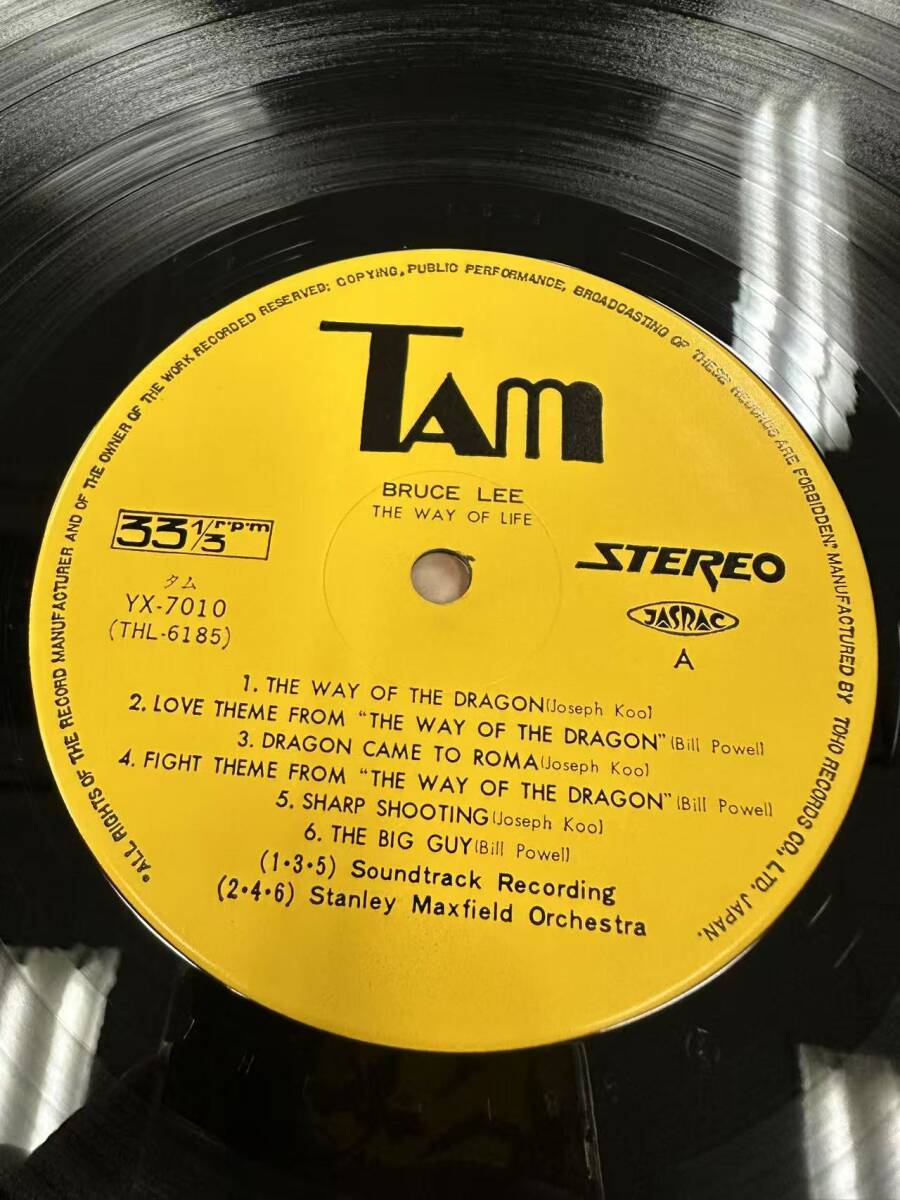 *ALL RIGHTS OF THE RECORD MANUFACTURER AND OF THE OWNER OF THE WORK RECORDED RESERVED: COPYING, PUBLIC PERFORMANCE, BROADCASTING OF THESE RECORDS ARE FORBIDDEN." MANUFACTURED BY TOHO RECORDS CO., LTD. JAPAN.
TAM
BRUCE LEE
THE WAY OF LIFE
33 1/3 r·p·m
STEREO
タム
YX-7010
(THL-6185)
JASRAC
A
1. THE WAY OF THE DRAGON (Joseph Koo)
2. LOVE THEME FROM "THE WAY OF THE DRAGON" (Bill Powell)
3. DRAGON CAME TO ROMA (Joseph Koo)
4. FIGHT THEME FROM "THE WAY OF THE DRAGON" (Bill Powell)
5. SHARP SHOOTING (Joseph Koo)
6. THE BIG GUY (Bill Powell)
(1·3·5) Soundtrack Recording
(2·4·6) Stanley Maxfield Orchestra